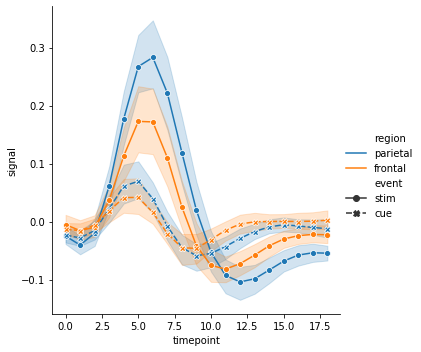 0.3
0.2
0.1
0.0
−0.1
signal
0.0 2.5 5.0 7.5 10.0 12.5 15.0 17.5
timepoint
region
parietal
frontal
event
stim
cue